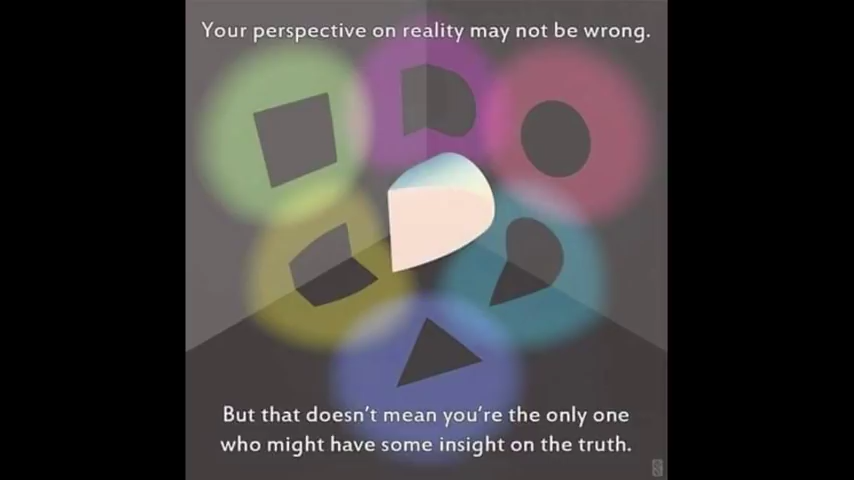 Your perspective on reality may not be wrong.
But that doesn't mean you're the only one
who might have some insight on the truth.